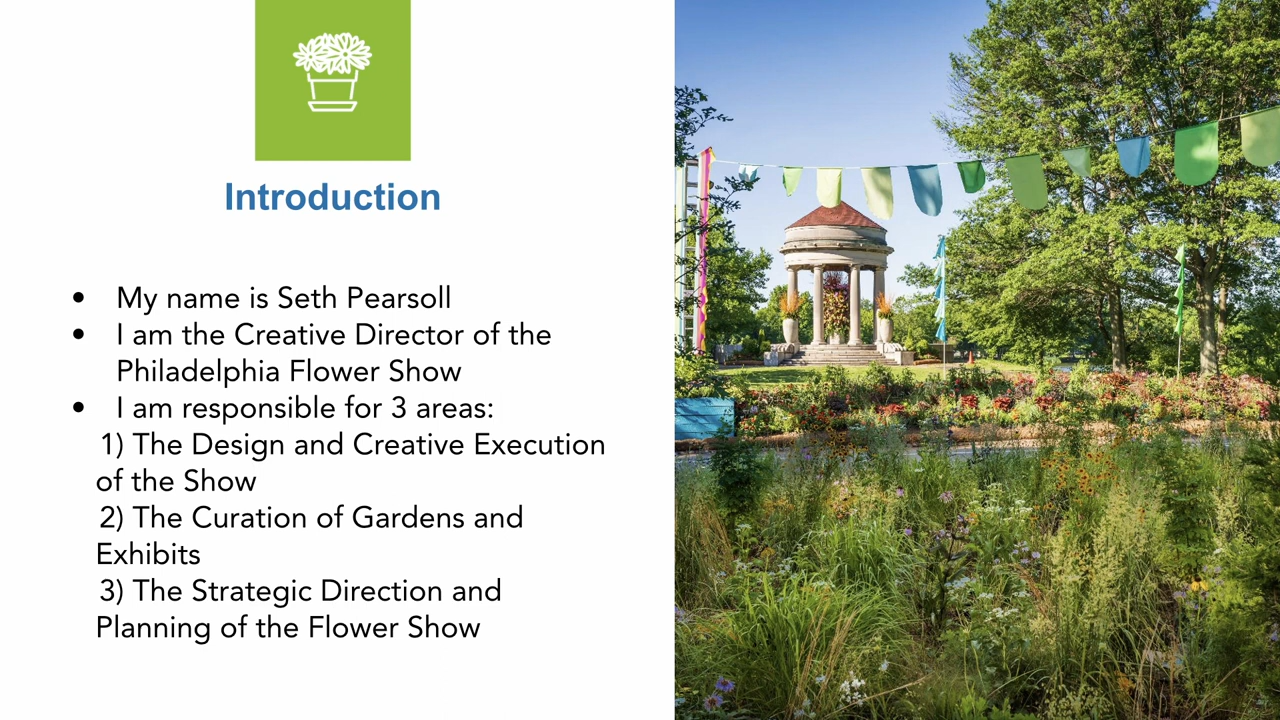 Introduction
• My name is Seth Pearsoll
• I am the Creative Director of the
Philadelphia Flower Show
• I am responsible for 3 areas:
1) The Design and Creative Execution
of the Show
2) The Curation of Gardens and
Exhibits
3) The Strategic Direction and
Planning of the Flower Show